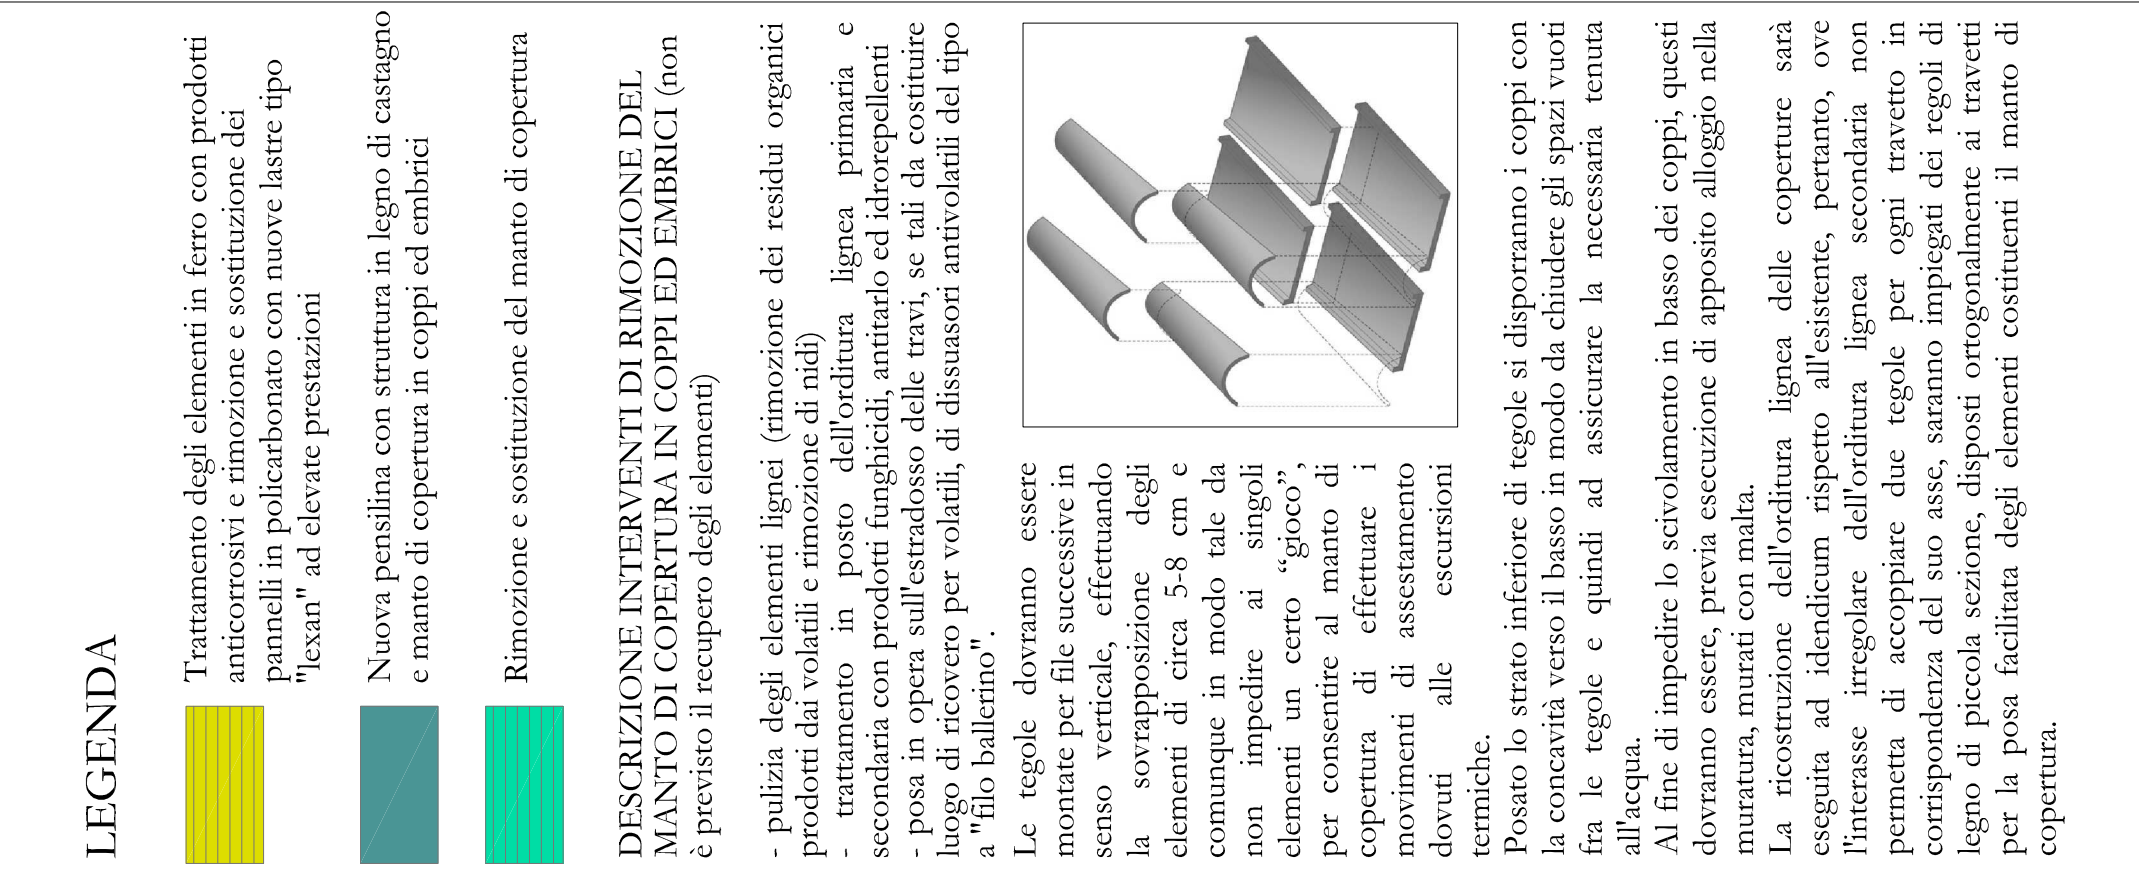 LEGENDA
Trattamento degli elementi in ferro con prodotti
anticorrosivi e rimozione e sostituzione dei
pannelli in policarbonato con nuove lastre tipo
"lexan" ad elevate prestazioni
Nuova pensilina con struttura in legno di castagno
e manto di copertura in coppi ed embrici
Rimozione e sostituzione del manto di copertura
DESCRIZIONE INTERVENTI DI RIMOZIONE DEL
MANTO DI COPERTURA IN COPPI ED EMBRICI (non
è previsto il recupero degli elementi)
- pulizia degli elementi lignei (rimozione dei residui organici
prodotti dai volatili e rimozione di nidi)
- trattamento in posto dell'orditura lignea primaria e
secondaria con prodotti funghicidi, antitarlo ed idrorepellenti
- posa in opera sull'estradosso delle travi, se tali da costituire
luogo di ricovero per volatili, di dissuasori antivolatili del tipo
a "filo ballerino".
Le tegole dovranno essere
montate per file successive in
senso verticale, effettuando
la sovrapposizione degli
elementi di circa 5-8 cm e
comunque in modo tale da
non impedire ai singoli
elementi un certo “gioco”,
per consentire al manto di
copertura di effettuare i
movimenti di assestamento
dovuti alle escursioni
termiche.
Posato lo strato inferiore di tegole si disporranno i coppi con
la concavità verso il basso in modo da chiudere gli spazi vuoti
fra le tegole e quindi ad assicurare la necessaria tenuta
all'acqua.
Al fine di impedire lo scivolamento in basso dei coppi, questi
dovranno essere, previa esecuzione di apposito alloggio nella
muratura, murati con malta.
La ricostruzione dell'orditura lignea delle coperture sarà
eseguita ad idendicum rispetto all'esistente, pertanto, ove
l'interasse irregolare dell'orditura lignea secondaria non
permetta di accoppiare due tegole per ogni travetto in
corrispondenza del suo asse, saranno impiegati dei regoli di
legno di piccola sezione, disposti ortogonalmente ai travetti
per la posa facilitata degli elementi costituenti il manto di
copertura.